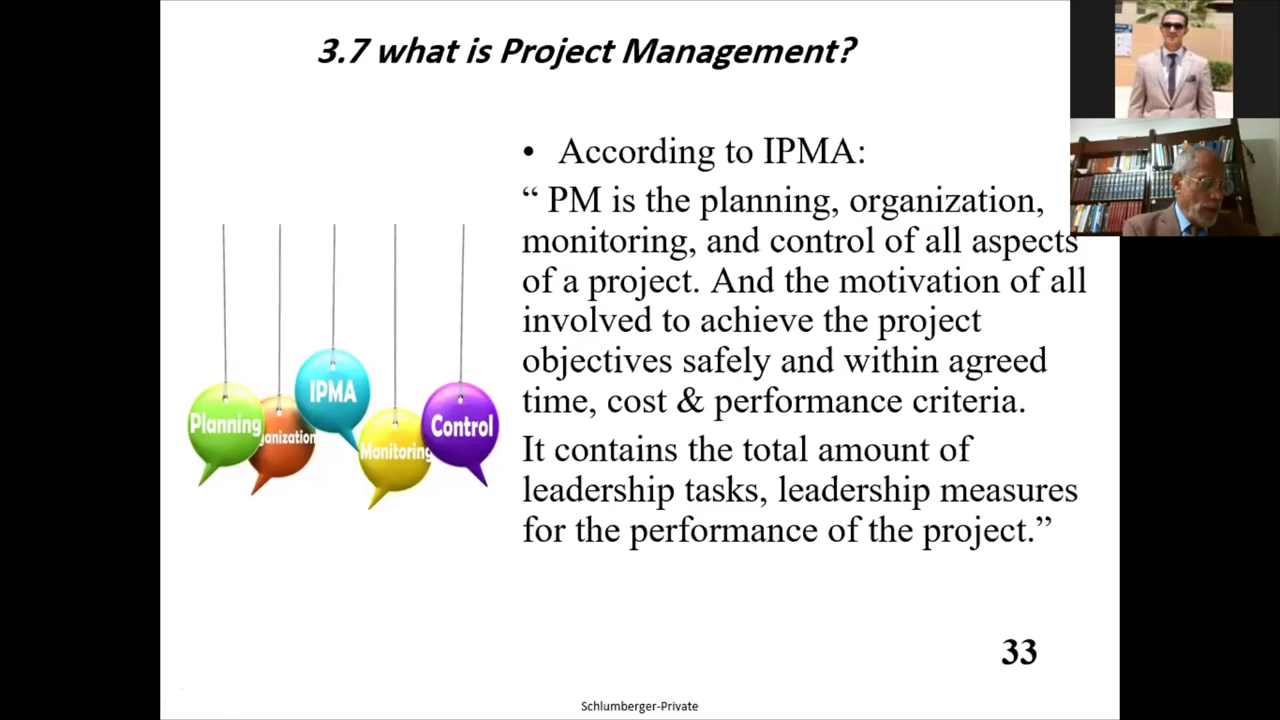 3.7 what is Project Management?
• According to IPMA:
“ PM is the planning, organization,
monitoring, and control of all aspects
of a project. And the motivation of all
involved to achieve the project
objectives safely and within agreed
time, cost & performance criteria.
It contains the total amount of
leadership tasks, leadership measures
for the performance of the project.”
Planning
anization
IPMA
Monitoring
Control
33
Schlumberger-Private